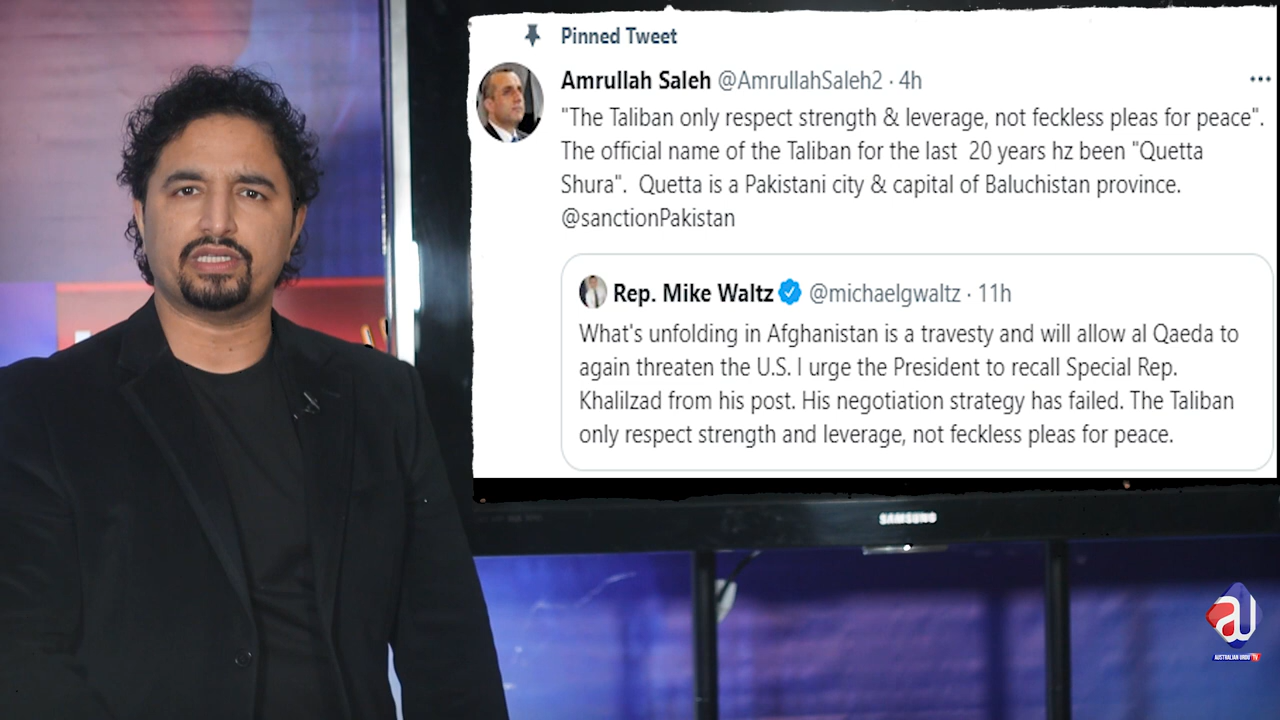 Pinned Tweet
Amrullah Saleh @AmrullahSaleh2 · 4h
"The Taliban only respect strength & leverage, not feckless pleas for peace".
The official name of the Taliban for the last 20 years hz been "Quetta
Shura". Quetta is a Pakistani city & capital of Baluchistan province.
@sanctionPakistan
Rep. Mike Waltz @michaelgwaltz · 11h
What's unfolding in Afghanistan is a travesty and will allow al Qaeda to
again threaten the U.S. I urge the President to recall Special Rep.
Khalilzad from his post. His negotiation strategy has failed. The Taliban
only respect strength and leverage, not feckless pleas for peace.
SAMSUNG
AUSTRALIAN URDU TV